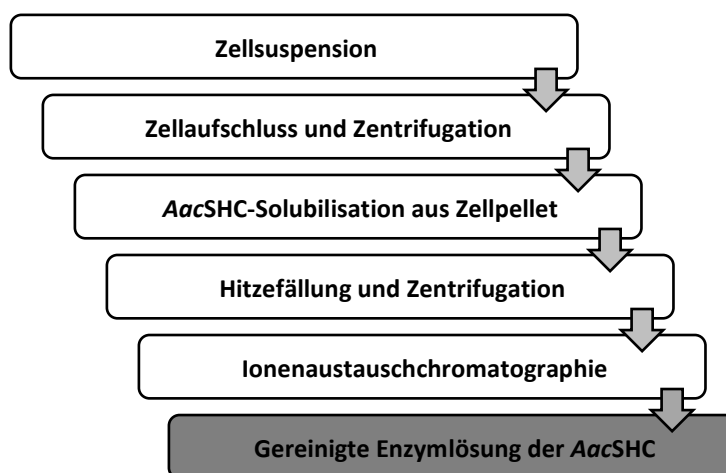 Zellsuspension
Zellaufschluss und Zentrifugation
AacSHC-Solubilisation aus Zellpellet
Hitzefällung und Zentrifugation
Ionenaustauschchromatographie
Gereinigte Enzymlösung der AacSHC